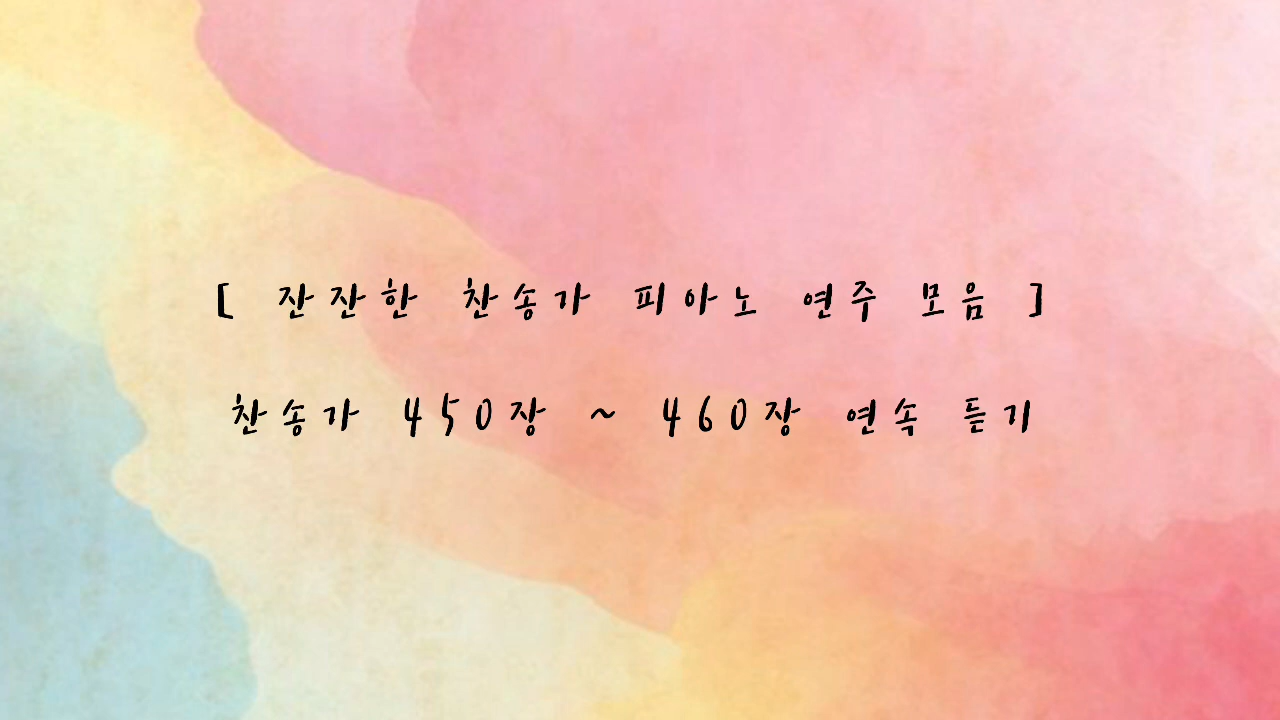 [ 잔잔한 찬송가 피아노 연주 모음 ]
찬송가 450장 ~ 460장 연속 듣기